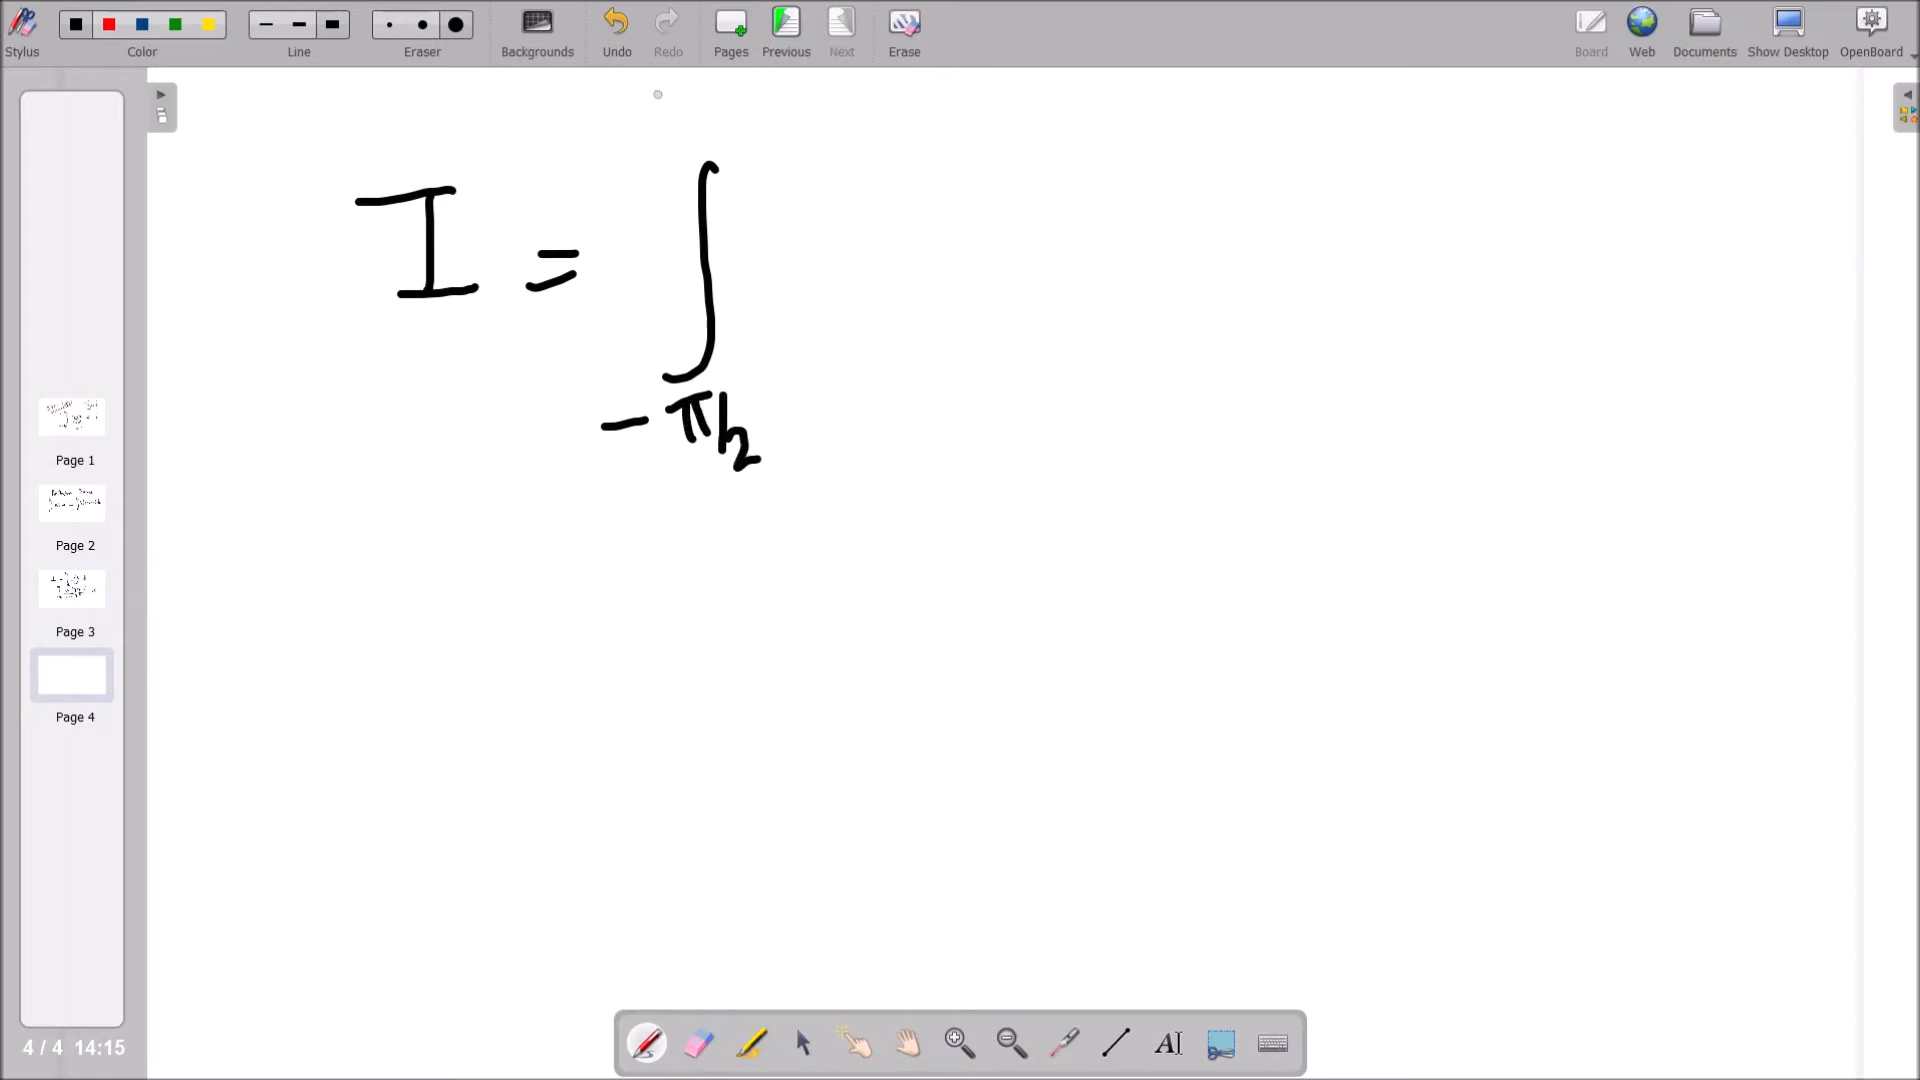 Stylus Color Line Eraser Backgrounds Undo Redo Pages Previous Next Erase Board Web Documents Show Desktop OpenBoard
I = ∫
-π/2
Page 1
Page 2
Page 3
Page 4
4 / 4 14:15
AI